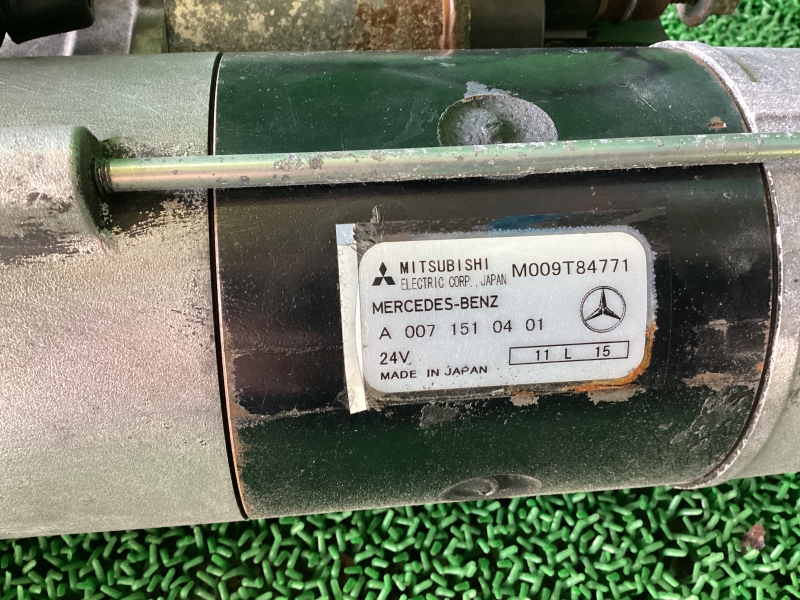 MITSUBISHI M009T84771
ELECTRIC CORP., JAPAN
MERCEDES-BENZ
A 007 151 04 01
24V 11 L 15
MADE IN JAPAN